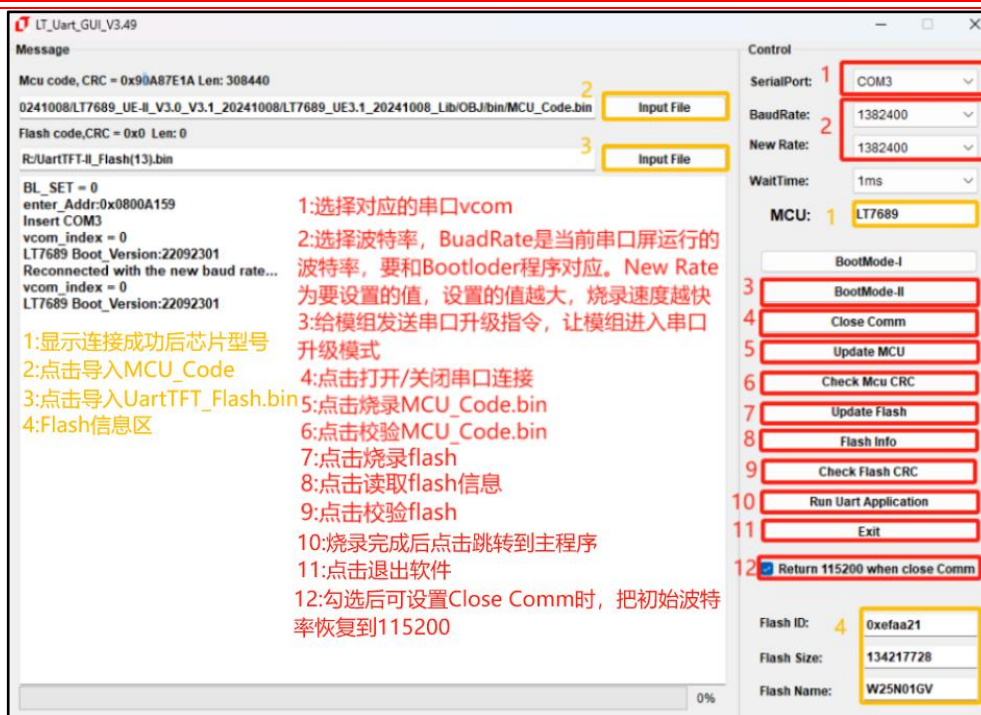 LT_Uart_GUI_V3.49
Message
Mcu code, CRC = 0x90A87E1A Len: 308440
2
0241008/LT7689_UE-II_V3.0_V3.1_20241008/LT7689_UE3.1_20241008_Lib/OBJ/bin/MCU_Code.bin
Input File
Flash code,CRC = 0x0 Len: 0
3
R:/UartTFT-II_Flash(13).bin
Input File
BL_SET = 0
enter_Addr:0x0800A159
Insert COM3
vcom_index = 0
LT7689 Boot_Version:22092301
Reconnected with the new baud rate...
vcom_index = 0
LT7689 Boot_Version:22092301
1:显示连接成功后芯片型号
2:点击导入MCU_Code
3:点击导入UartTFT_Flash.bin
4:Flash信息区
1:选择对应的串口vcom
2:选择波特率，BuadRate是当前串口屏运行的
波特率，要和Bootloder程序对应。New Rate
为要设置的值，设置的值越大，烧录速度越快
3:给模组发送串口升级指令，让模组进入串口
升级模式
4:点击打开/关闭串口连接
5:点击烧录MCU_Code.bin
6:点击校验MCU_Code.bin
7:点击烧录flash
8:点击读取flash信息
9:点击校验flash
10:烧录完成后点击跳转到主程序
11:点击退出软件
12:勾选后可设置Close Comm时，把初始波特
率恢复到115200
0%
Control
SerialPort: 1 COM3
BaudRate: 1382400
2
New Rate: 1382400
WaitTime: 1ms
MCU: 1 LT7689
BootMode-I
3 BootMode-II
4 Close Comm
5 Update MCU
6 Check Mcu CRC
7 Update Flash
8 Flash Info
9 Check Flash CRC
10 Run Uart Application
11 Exit
12 Return 115200 when close Comm
Flash ID: 4 0xefaa21
Flash Size: 134217728
Flash Name: W25N01GV